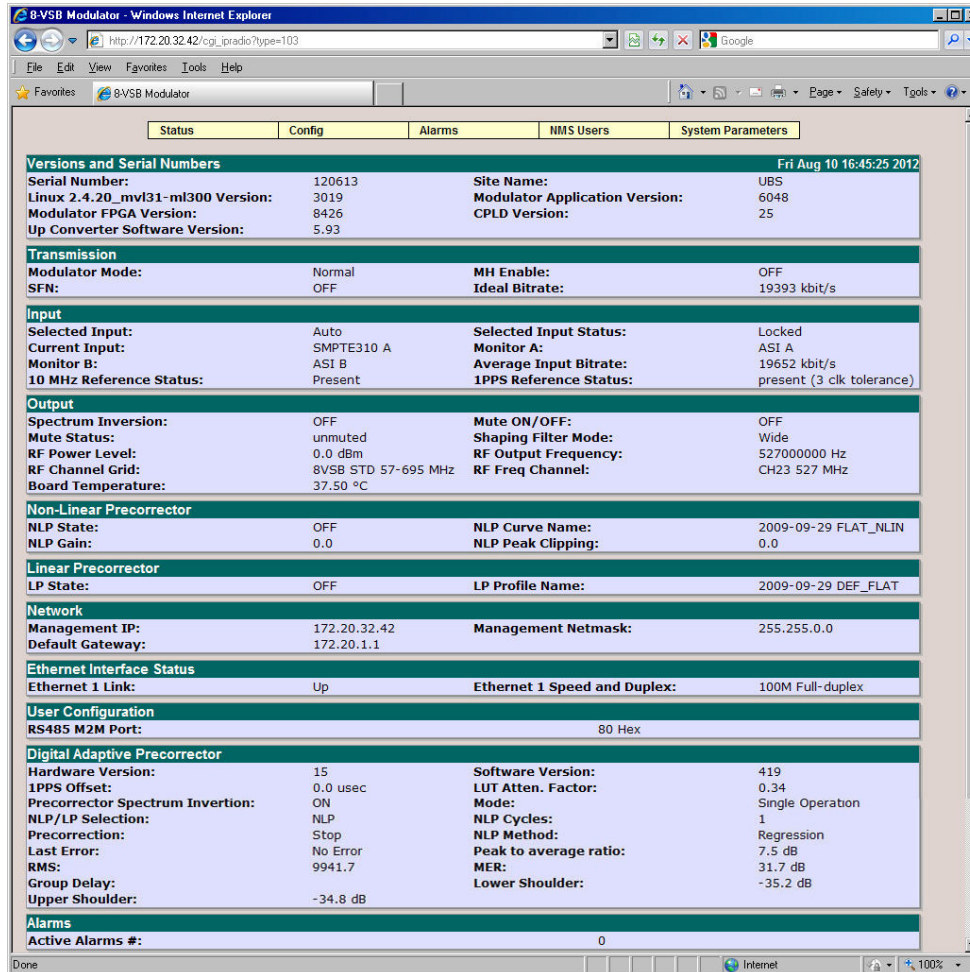 8-VSB Modulator - Windows Internet Explorer
http://172.20.32.42/cgi_ipradio?type=103
Google
File Edit View Favorites Tools Help
Favorites 8-VSB Modulator Page Safety Tools
Status Config Alarms NMS Users System Parameters
Versions and Serial Numbers Fri Aug 10 16:45:25 2012
Serial Number: 120613 Site Name: UBS
Linux 2.4.20_mvl31-ml300 Version: 3019 Modulator Application Version: 6048
Modulator FPGA Version: 8426 CPLD Version: 25
Up Converter Software Version: 5.93
Transmission
Modulator Mode: Normal MH Enable: OFF
SFN: OFF Ideal Bitrate: 19393 kbit/s
Input
Selected Input: Auto Selected Input Status: Locked
Current Input: SMPTE310 A Monitor A: ASI A
Monitor B: ASI B Average Input Bitrate: 19652 kbit/s
10 MHz Reference Status: Present 1PPS Reference Status: present (3 clk tolerance)
Output
Spectrum Inversion: OFF Mute ON/OFF: OFF
Mute Status: unmuted Shaping Filter Mode: Wide
RF Power Level: 0.0 dBm RF Output Frequency: 527000000 Hz
RF Channel Grid: 8VSB STD 57-695 MHz RF Freq Channel: CH23 527 MHz
Board Temperature: 37.50 °C
Non-Linear Precorrector
NLP State: OFF NLP Curve Name: 2009-09-29 FLAT_NLIN
NLP Gain: 0.0 NLP Peak Clipping: 0.0
Linear Precorrector
LP State: OFF LP Profile Name: 2009-09-29 DEF_FLAT
Network
Management IP: 172.20.32.42 Management Netmask: 255.255.0.0
Default Gateway: 172.20.1.1
Ethernet Interface Status
Ethernet 1 Link: Up Ethernet 1 Speed and Duplex: 100M Full-duplex
User Configuration
RS485 M2M Port: 80 Hex
Digital Adaptive Precorrector
Hardware Version: 15 Software Version: 419
1PPS Offset: 0.0 usec LUT Atten. Factor: 0.34
Precorrector Spectrum Invertion: ON Mode: Single Operation
NLP/LP Selection: NLP NLP Cycles: 1
Precorrection: Stop NLP Method: Regression
Last Error: No Error Peak to average ratio: 7.5 dB
RMS: 9941.7 MER: 31.7 dB
Group Delay: Lower Shoulder: -35.2 dB
Upper Shoulder: -34.8 dB
Alarms
Active Alarms #: 0
Done Internet 100%